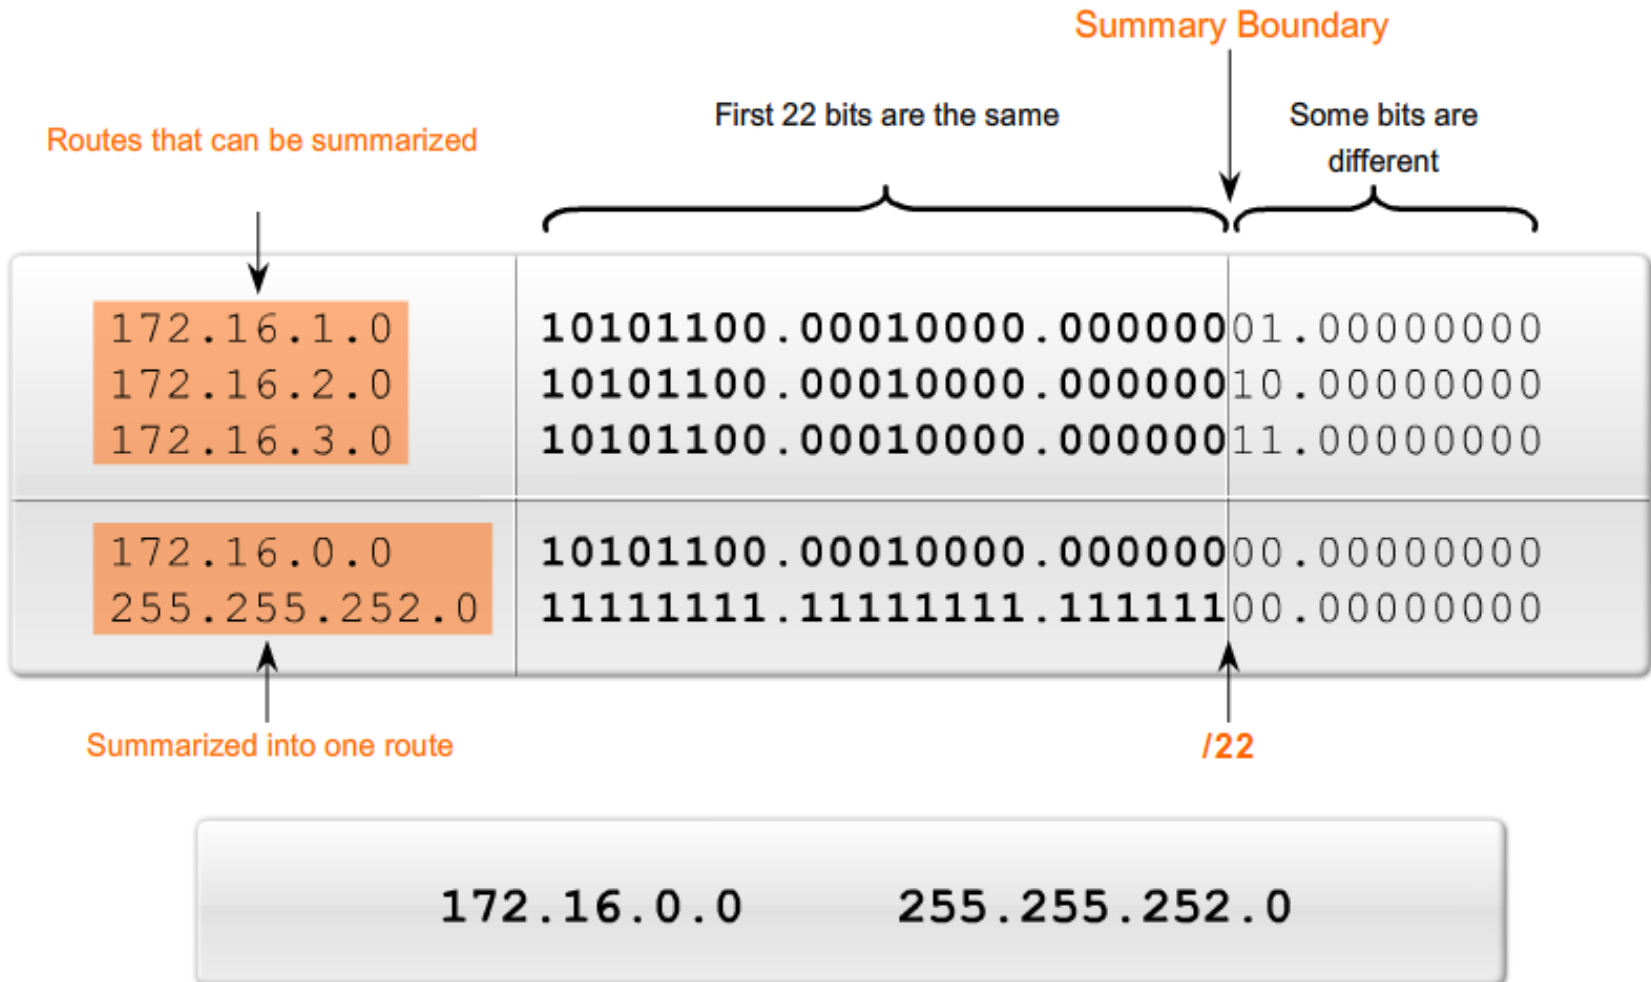 Summary Boundary
First 22 bits are the same
Some bits are
different
Routes that can be summarized
172.16.1.0 10101100.00010000.00000001.00000000
172.16.2.0 10101100.00010000.00000010.00000000
172.16.3.0 10101100.00010000.00000011.00000000
172.16.0.0 10101100.00010000.00000000.00000000
255.255.252.0 11111111.11111111.11111100.00000000
Summarized into one route
/22
172.16.0.0 255.255.252.0